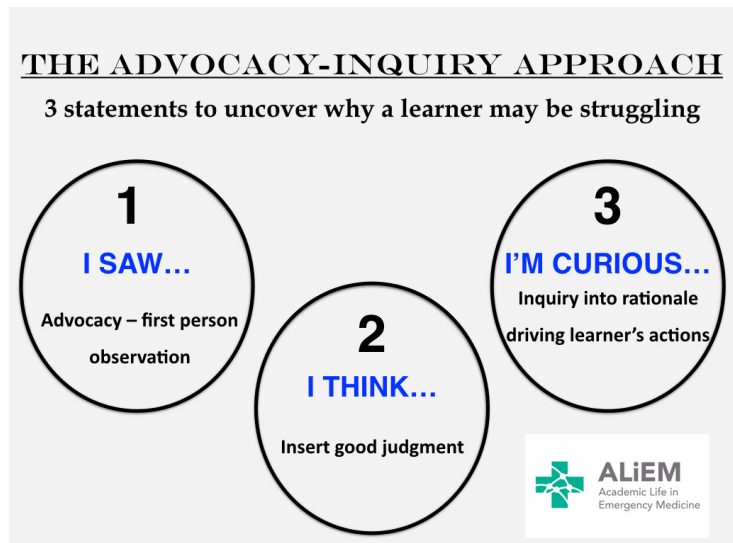 THE ADVOCACY-INQUIRY APPROACH
3 statements to uncover why a learner may be struggling
1
I SAW…
Advocacy – first person
observation
2
I THINK…
Insert good judgment
3
I'M CURIOUS…
Inquiry into rationale
driving learner's actions
ALiEM
Academic Life in
Emergency Medicine